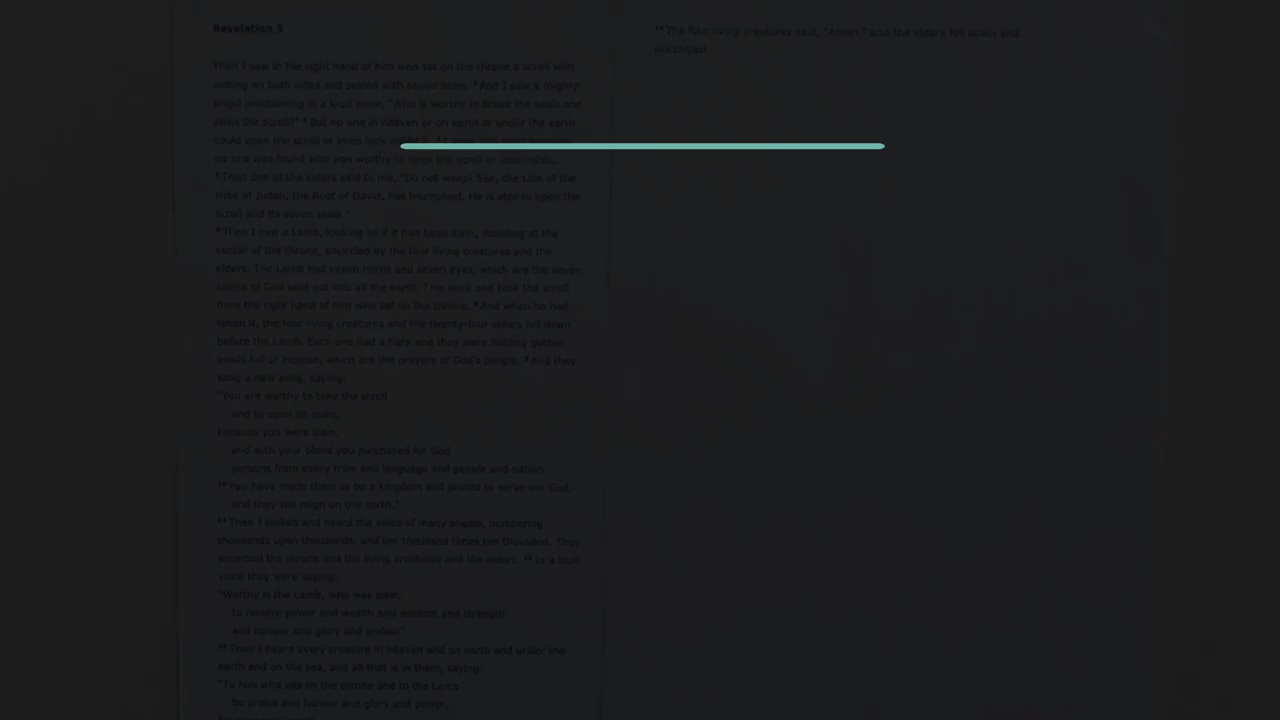 Revelation 5
Then I saw in the right hand of him who sat on the throne a scroll with
writing on both sides and sealed with seven seals. ²And I saw a mighty
angel proclaiming in a loud voice, "Who is worthy to break the seals and
open the scroll?" ³But no one in heaven or on earth or under the earth
could open the scroll or even look
no one was found who was worthy to open the scroll or look inside.
⁵Then one of the elders said to me, "Do not weep! See, the Lion of the
tribe of Judah, the Root of David, has triumphed. He is able to open the
scroll and its seven seals."
⁶Then I saw a Lamb, looking as if it had been slain, standing at the
center of the throne, encircled by the four living creatures and the
elders. The Lamb had seven horns and seven eyes, which are the seven
spirits of God sent out into all the earth. ⁷He went and took the scroll
from the right hand of him who sat on the throne. ⁸And when he had
taken it, the four living creatures and the twenty-four elders fell down
before the Lamb. Each one had a harp and they were holding golden
bowls full of incense, which are the prayers of God's people. ⁹And they
sang a new song, saying:
"You are worthy to take the scroll
and to open its seals,
because you were slain,
and with your blood you purchased for God
persons from every tribe and language and people and nation.
¹⁰You have made them to be a kingdom and priests to serve our God,
and they will reign on the earth."
¹¹Then I looked and heard the voice of many angels, numbering
thousands upon thousands, and ten thousand times ten thousand. They
encircled the throne and the living creatures and the elders. ¹²In a loud
voice they were saying:
"Worthy is the Lamb, who was slain,
to receive power and wealth and wisdom and strength
and honour and glory and praise!"
¹³Then I heard every creature in heaven and on earth and under the
earth and on the sea, and all that is in them, saying:
"To him who sits on the throne and to the Lamb
be praise and honour and glory and power,
¹⁴The four living creatures said, "Amen," and the elders fell down and
worshiped.